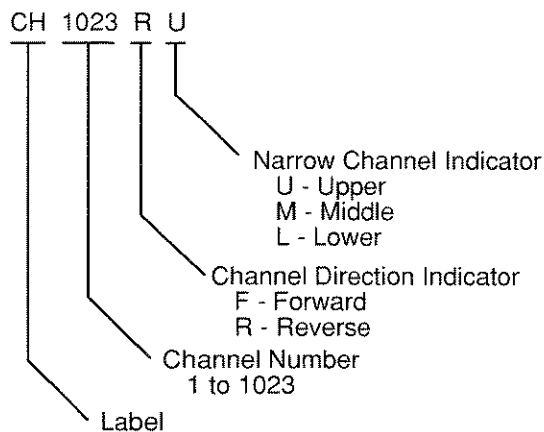 CH 1023 R U
Narrow Channel Indicator
U - Upper
M - Middle
L - Lower
Channel Direction Indicator
F - Forward
R - Reverse
Channel Number
1 to 1023
Label